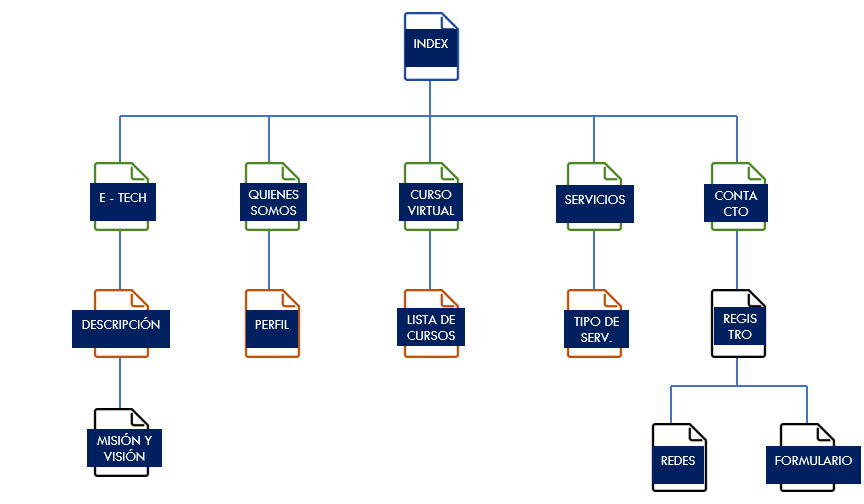 INDEX
E - TECH
QUIENES
SOMOS
CURSO
VIRTUAL
SERVICIOS
CONTA
CTO
DESCRIPCIÓN
PERFIL
LISTA DE
CURSOS
TIPO DE
SERV.
REGIS
TRO
MISIÓN Y
VISIÓN
REDES
FORMULARIO